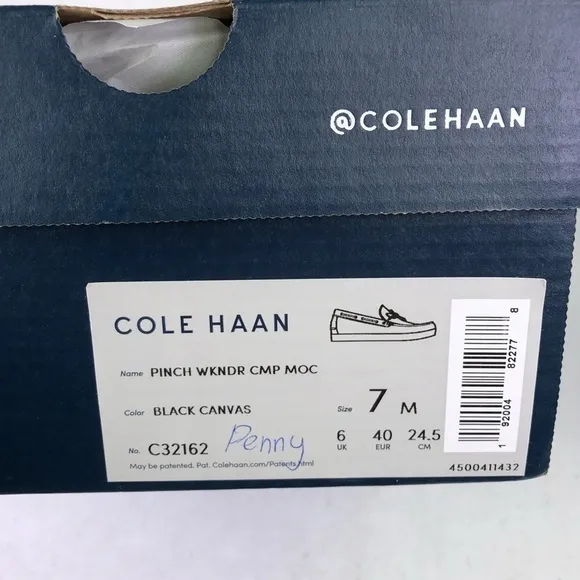 @COLEHAAN
COLE HAAN
Name PINCH WKNDR CMP MOC
Color BLACK CANVAS
Size 7 M
No. C32162 Penny
6 40 24.5
UK EUR CM
May be patented. Pat. Colehaan.com/Patents.html
4500411432
1 92004 82277 8